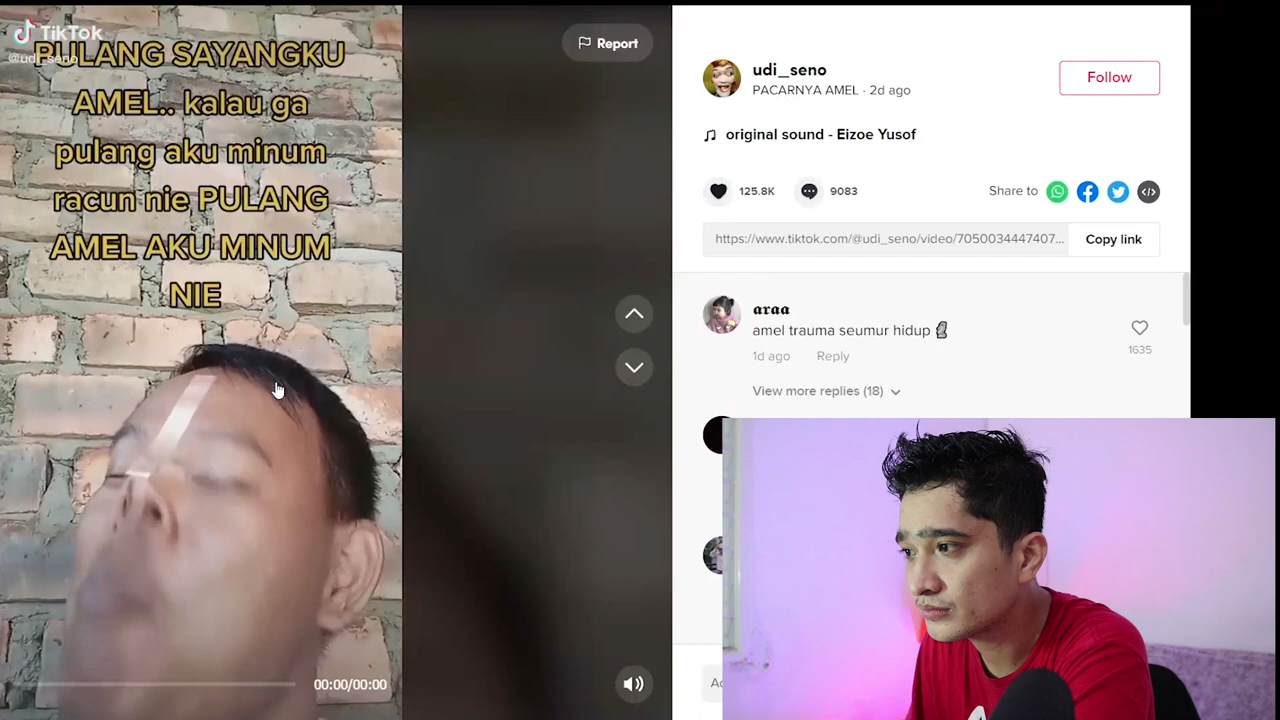 TikTok
@udi_seno
PULANG SAYANGKU
AMEL.. kalau ga
pulang aku minum
racun nie PULANG
AMEL AKU MINUM
NIE
00:00/00:00
Report
udi_seno
PACARNYA AMEL · 2d ago
Follow
original sound - Eizoe Yusof
125.8K
9083
Share to
https://www.tiktok.com/@udi_seno/video/7050034447407...
Copy link
araa
amel trauma seumur hidup
1635
1d ago
Reply
View more replies (18)